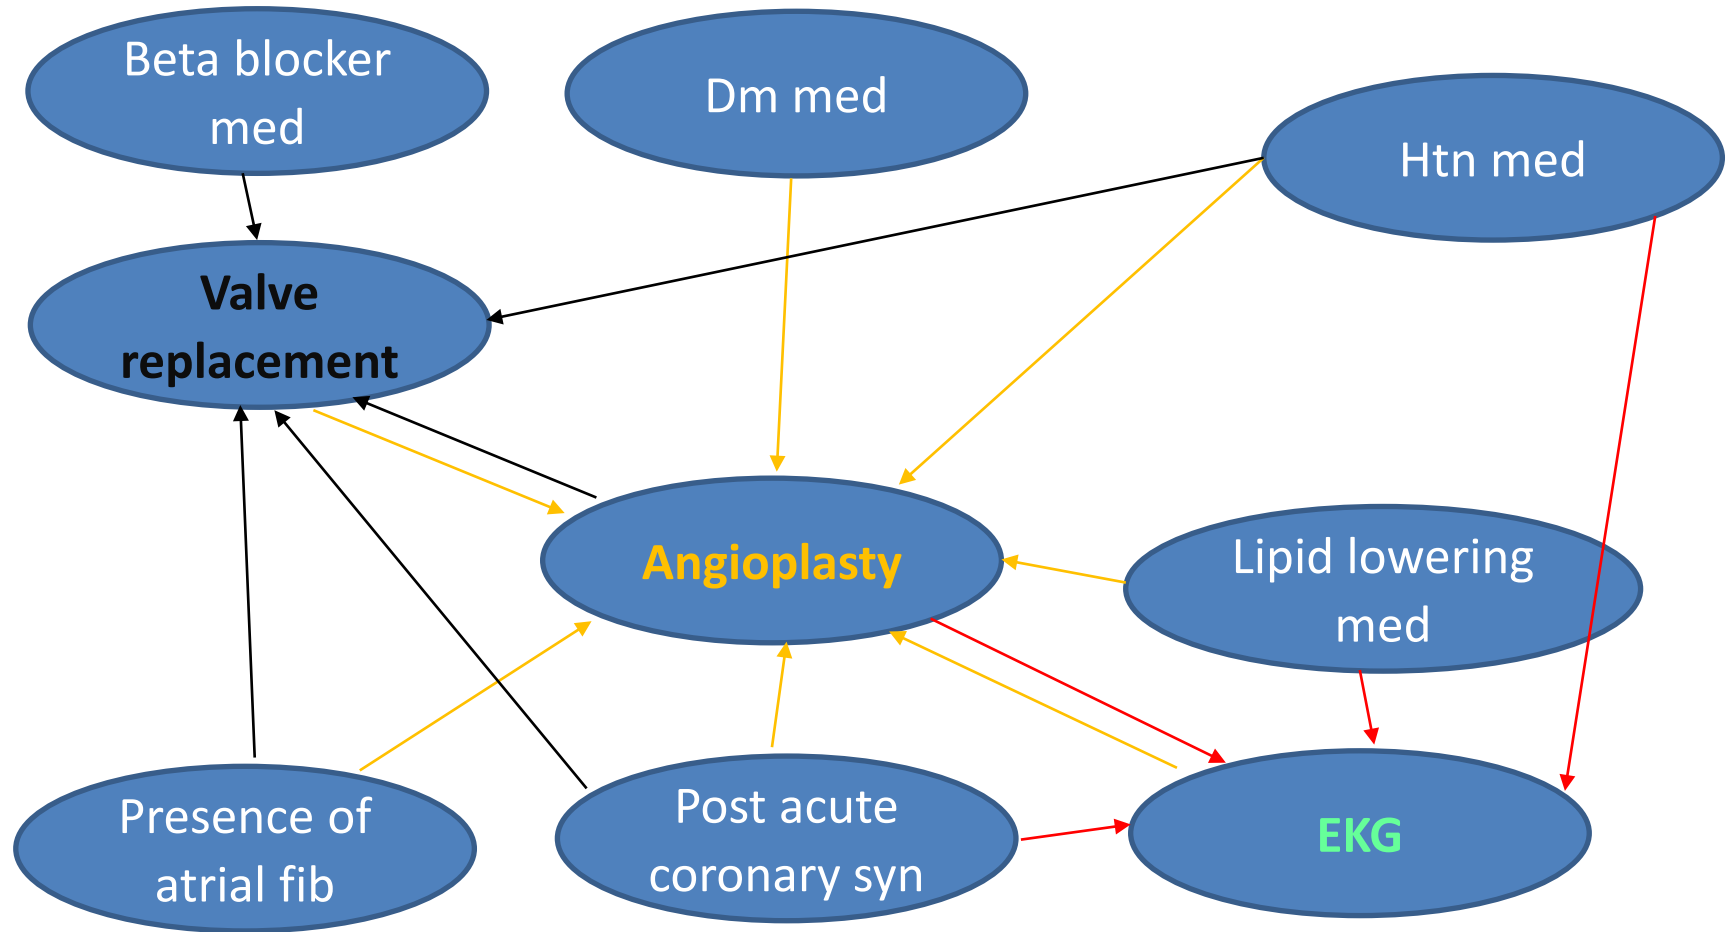 Beta blocker
med
Dm med
Htn med
Valve
replacement
Angioplasty
Lipid lowering
med
Presence of
atrial fib
Post acute
coronary syn
EKG